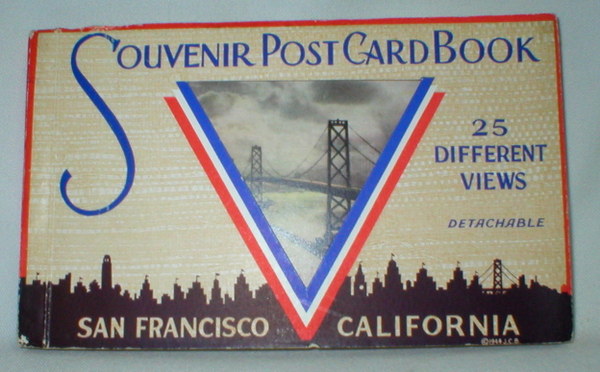 SOUVENIR POST CARD BOOK
25
DIFFERENT
VIEWS
DETACHABLE
SAN FRANCISCO CALIFORNIA